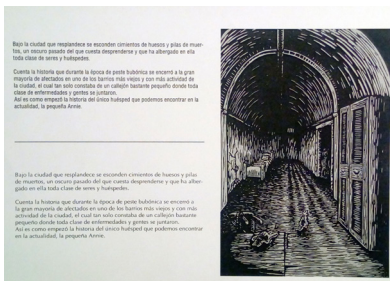 Bajo la ciudad que resplandece se esconden cimientos de huesos y pilas de muer-
tos, un oscuro pasado del que cuesta desprenderse y que ha albergado en ella
toda clase de seres y huéspedes.
Cuenta la historia que durante la época de peste bubónica se encerró a la gran
mayoría de afectados en uno de los barrios más viejos y con más actividad de
la ciudad, el cual tan solo constaba de un callejón bastante pequeño donde toda
clase de enfermedades y gentes se juntaron.
Así es como empezó la historia del único huésped que podemos encontrar en la
actualidad, la pequeña Annie.
Bajo la ciudad que resplandece se esconden cimientos de huesos y pilas
de muertos, un oscuro pasado del que cuesta desprenderse y que ha alber-
gado en ella toda clase de seres y huéspedes.
Cuenta la historia que durante la época de peste bubónica se encerró a
la gran mayoría de afectados en uno de los barrios más viejos y con más
actividad de la ciudad, el cual tan solo constaba de un callejón bastante
pequeño donde toda clase de enfermedades y gentes se juntaron.
Así es como empezó la historia del único huésped que podemos encontrar
en la actualidad, la pequeña Annie.